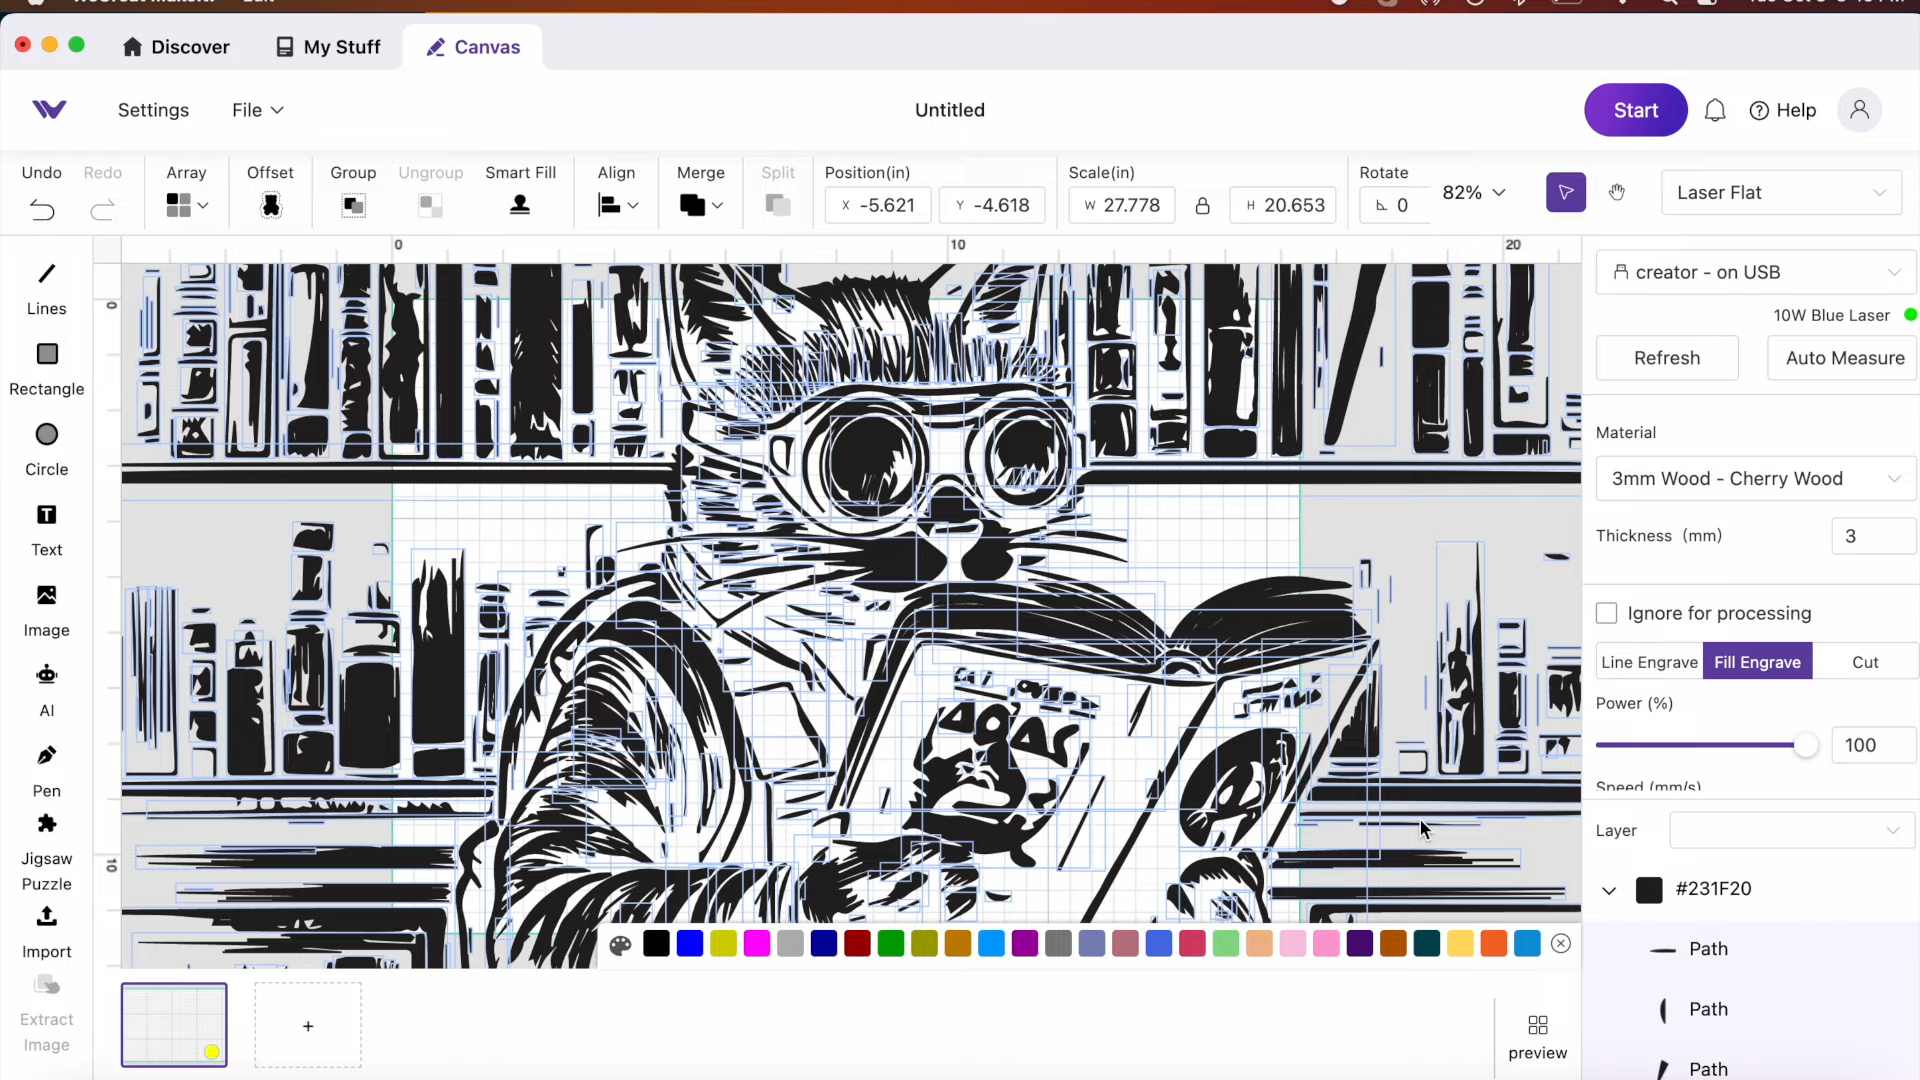 Discover
My Stuff
Canvas
Settings
File
Untitled
Start
Help
Undo
Redo
Array
Offset
Group
Ungroup
Smart Fill
Align
Merge
Split
Position(in)
X -5.621
Y -4.618
Scale(in)
W 27.778
H 20.653
Rotate
0
82%
Laser Flat
0
10
20
0
10
Lines
Rectangle
Circle
Text
Image
AI
Pen
Jigsaw
Puzzle
Import
Extract
Image
creator - on USB
10W Blue Laser
Refresh
Auto Measure
Material
3mm Wood - Cherry Wood
Thickness (mm)
3
Ignore for processing
Line Engrave
Fill Engrave
Cut
Power (%)
100
Speed (mm/s)
Layer
#231F20
Path
Path
Path
+
preview